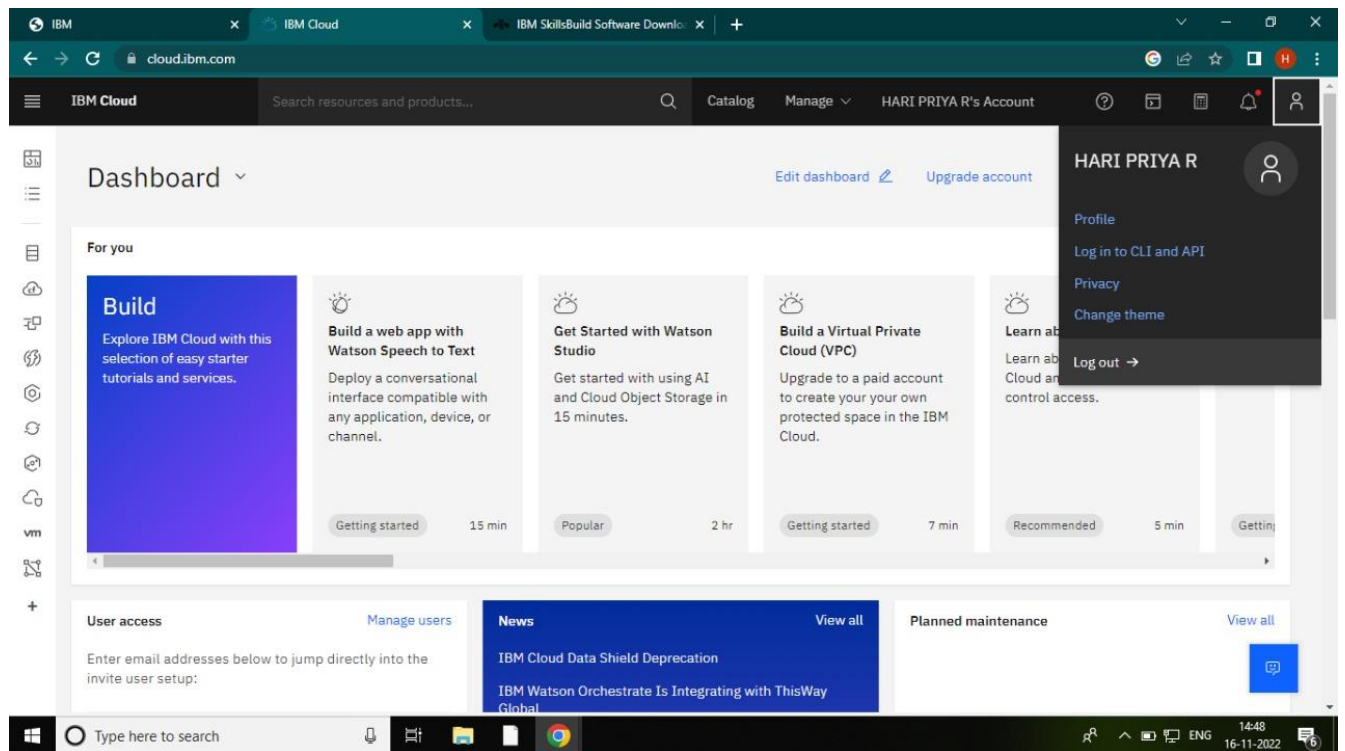 IBM
IBM Cloud
IBM SkillsBuild Software Downlo
cloud.ibm.com
H
IBM Cloud
Search resources and products...
Catalog
Manage
HARI PRIYA R's Account
Dashboard
Edit dashboard
Upgrade account
HARI PRIYA R
Profile
Log in to CLI and API
Privacy
Change theme
Log out →
For you
Build
Explore IBM Cloud with this
selection of easy starter
tutorials and services.
Build a web app with
Watson Speech to Text
Deploy a conversational
interface compatible with
any application, device, or
channel.
Getting started 15 min
Get Started with Watson
Studio
Get started with using AI
and Cloud Object Storage in
15 minutes.
Popular 2 hr
Build a Virtual Private
Cloud (VPC)
Upgrade to a paid account
to create your your own
protected space in the IBM
Cloud.
Getting started 7 min
Learn ab
Learn ab
Cloud an
control access.
Recommended 5 min
Getting
vm
User access Manage users
Enter email addresses below to jump directly into the
invite user setup:
News View all
IBM Cloud Data Shield Deprecation
IBM Watson Orchestrate Is Integrating with ThisWay
Global
Planned maintenance View all
Type here to search
ENG
14:48
16-11-2022
6